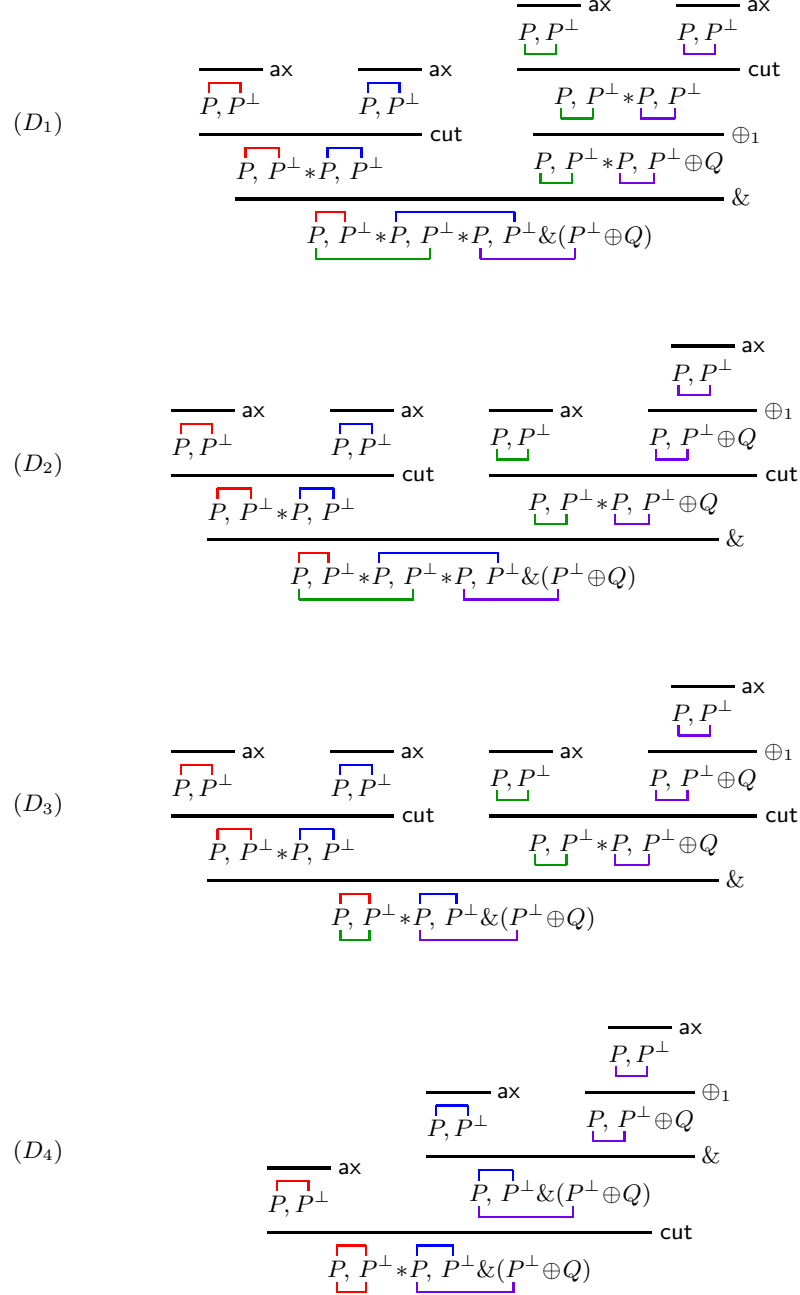 ax ax
P, P⊥ P, P⊥
ax ax cut
P, P⊥ P, P⊥ P, P⊥ ∗ P, P⊥
(D₁) cut ⊕₁
P, P⊥ ∗ P, P⊥ P, P⊥ ∗ P, P⊥ ⊕ Q
&
P, P⊥ ∗ P, P⊥ ∗ P, P⊥ & (P⊥ ⊕ Q)
ax
P, P⊥
ax ax ax ⊕₁
P, P⊥ P, P⊥ P, P⊥ P, P⊥ ⊕ Q
(D₂) cut cut
P, P⊥ ∗ P, P⊥ P, P⊥ ∗ P, P⊥ ⊕ Q
&
P, P⊥ ∗ P, P⊥ ∗ P, P⊥ & (P⊥ ⊕ Q)
ax
P, P⊥
ax ax ax ⊕₁
P, P⊥ P, P⊥ P, P⊥ P, P⊥ ⊕ Q
(D₃) cut cut
P, P⊥ ∗ P, P⊥ P, P⊥ ∗ P, P⊥ ⊕ Q
&
P, P⊥ ∗ P, P⊥ & (P⊥ ⊕ Q)
ax
P, P⊥
ax ⊕₁
P, P⊥ P, P⊥ ⊕ Q
(D₄) &
ax
P, P⊥ P, P⊥ & (P⊥ ⊕ Q)
cut
P, P⊥ ∗ P, P⊥ & (P⊥ ⊕ Q)